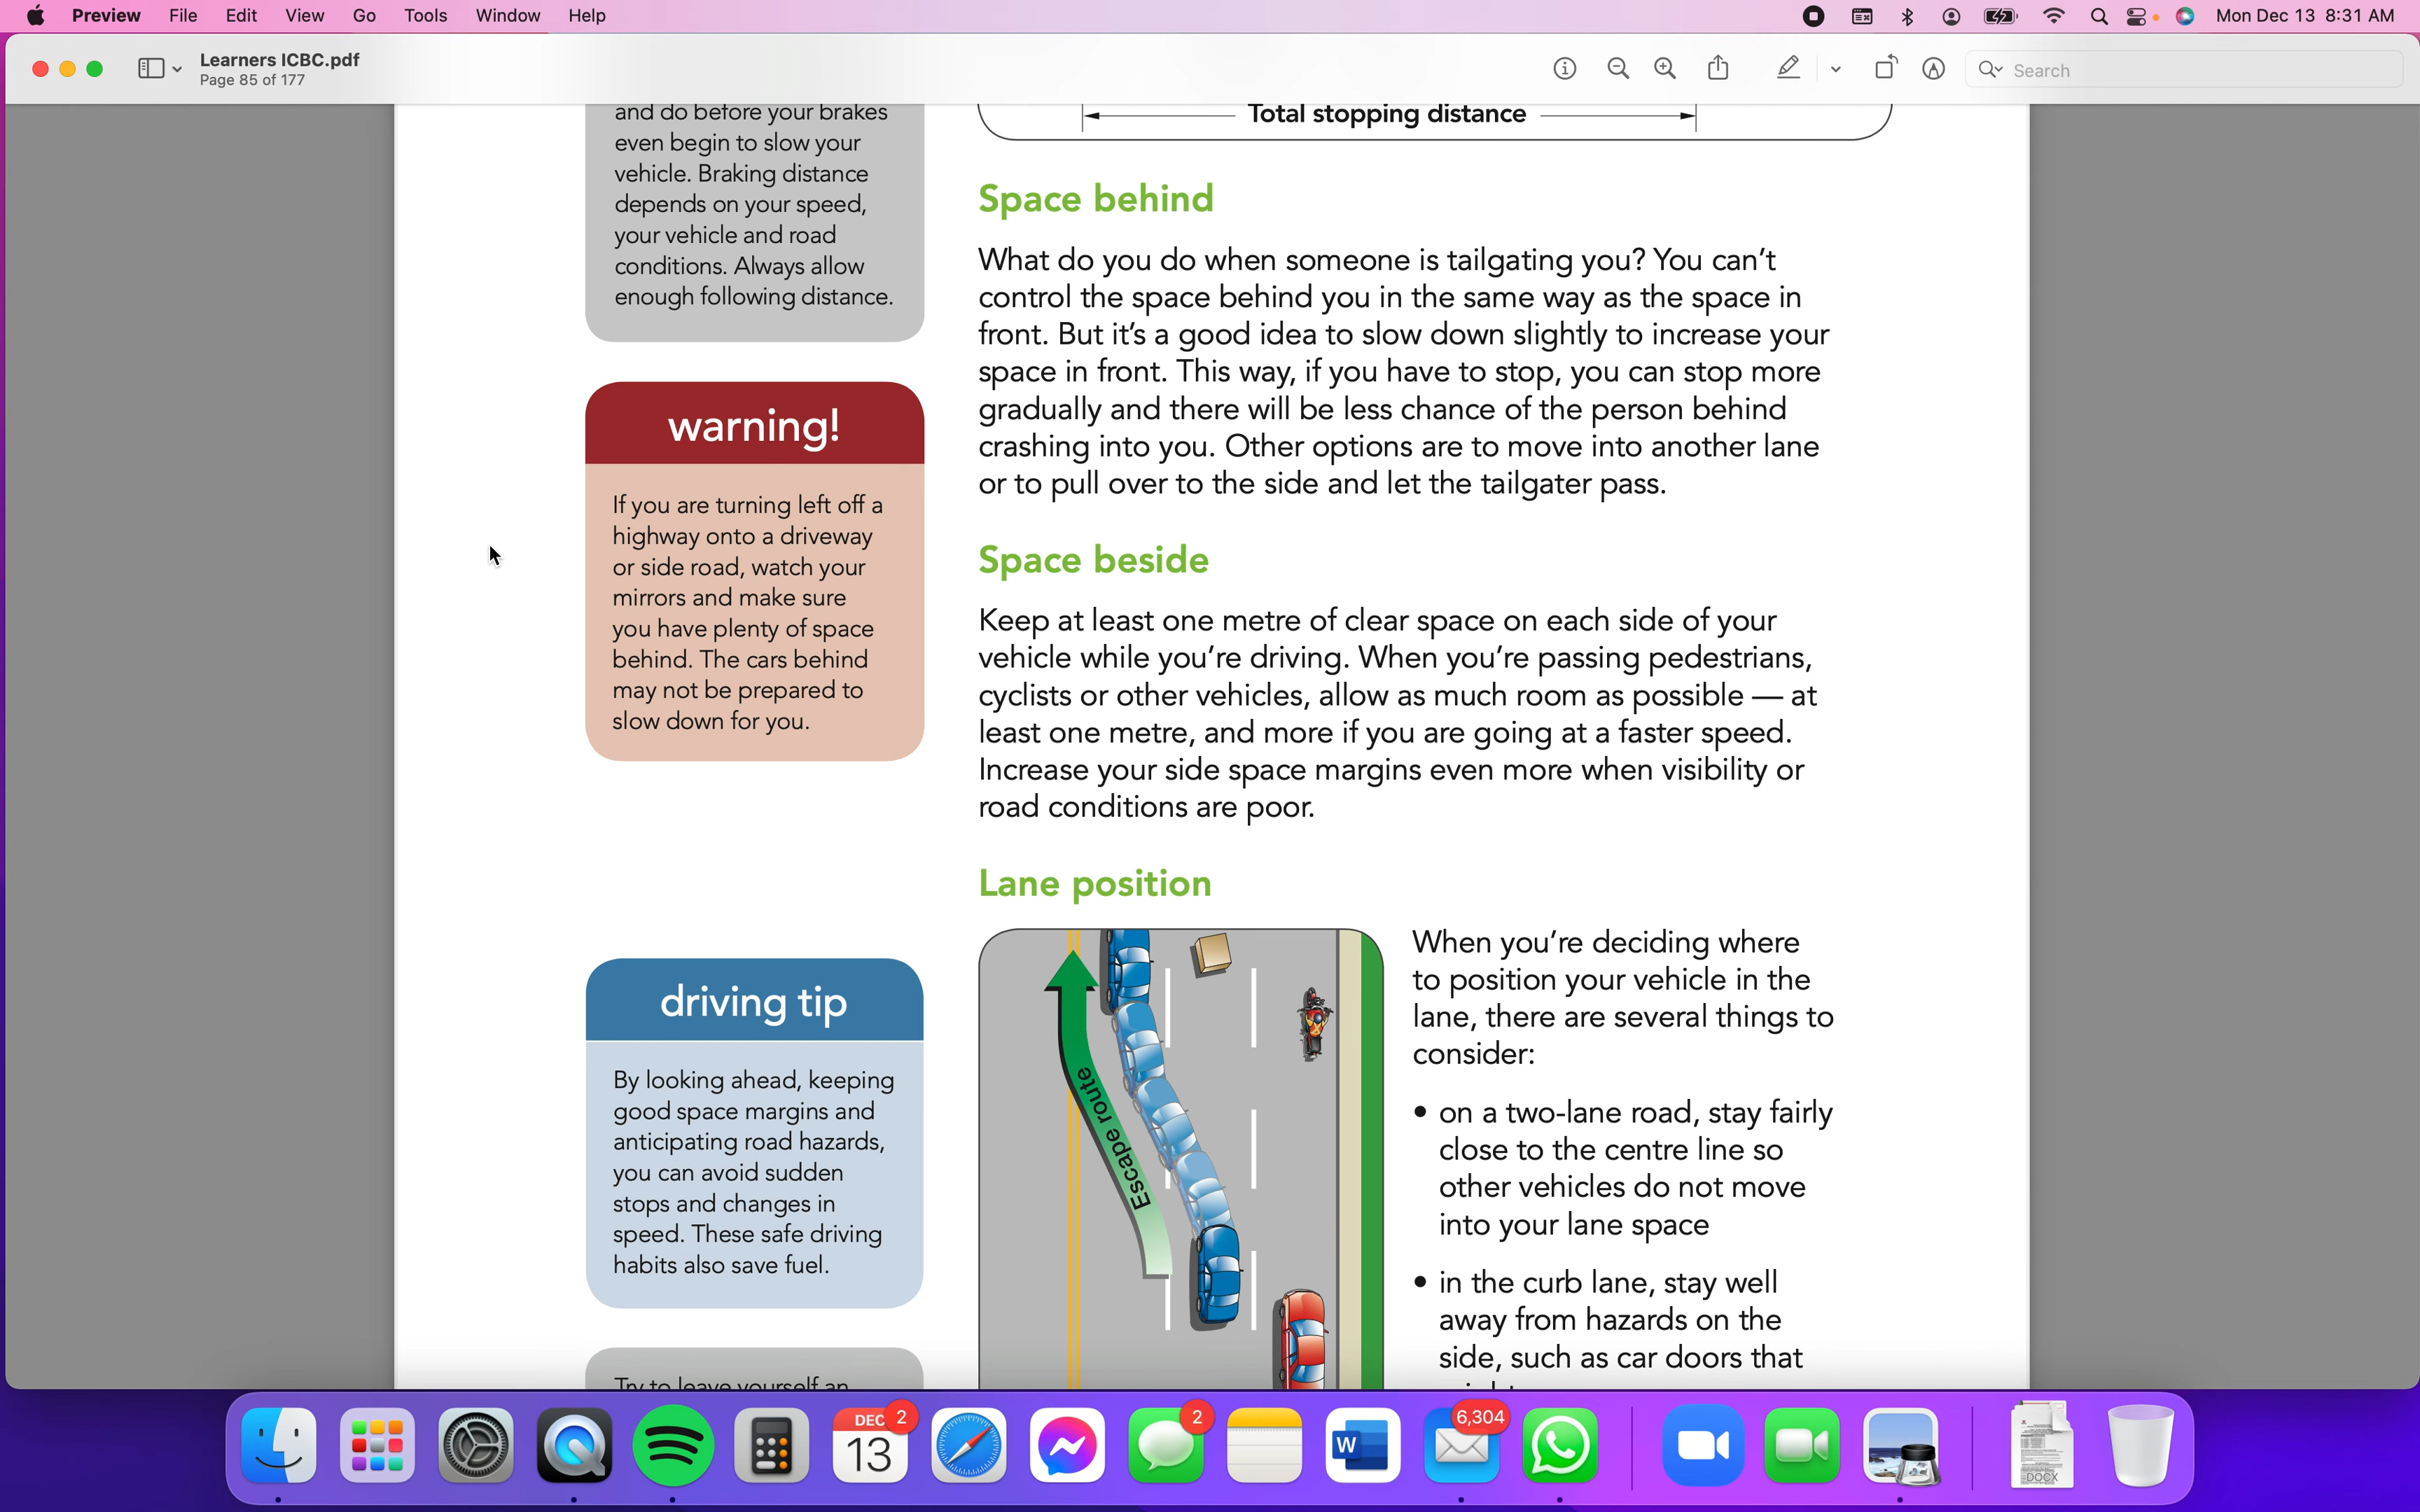 Preview File Edit View Go Tools Window Help
Mon Dec 13 8:31 AM
Learners ICBC.pdf
Page 85 of 177
Search
and do before your brakes
even begin to slow your
vehicle. Braking distance
depends on your speed,
your vehicle and road
conditions. Always allow
enough following distance.
warning!
If you are turning left off a
highway onto a driveway
or side road, watch your
mirrors and make sure
you have plenty of space
behind. The cars behind
may not be prepared to
slow down for you.
driving tip
By looking ahead, keeping
good space margins and
anticipating road hazards,
you can avoid sudden
stops and changes in
speed. These safe driving
habits also save fuel.
Try to leave yourself an
Total stopping distance
Space behind
What do you do when someone is tailgating you? You can't
control the space behind you in the same way as the space in
front. But it's a good idea to slow down slightly to increase your
space in front. This way, if you have to stop, you can stop more
gradually and there will be less chance of the person behind
crashing into you. Other options are to move into another lane
or to pull over to the side and let the tailgater pass.
Space beside
Keep at least one metre of clear space on each side of your
vehicle while you're driving. When you're passing pedestrians,
cyclists or other vehicles, allow as much room as possible — at
least one metre, and more if you are going at a faster speed.
Increase your side space margins even more when visibility or
road conditions are poor.
Lane position
Escape route
When you're deciding where
to position your vehicle in the
lane, there are several things to
consider:
• on a two-lane road, stay fairly
close to the centre line so
other vehicles do not move
into your lane space
• in the curb lane, stay well
away from hazards on the
side, such as car doors that
DEC 2
13
2
W
6,304
DOCX